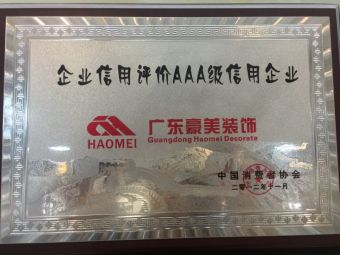 企业信用评价AAA级信用企业
广东豪美装饰
HAOMEI
Guangdong Haomei Decorate
中国消费者协会
二零一二年十一月